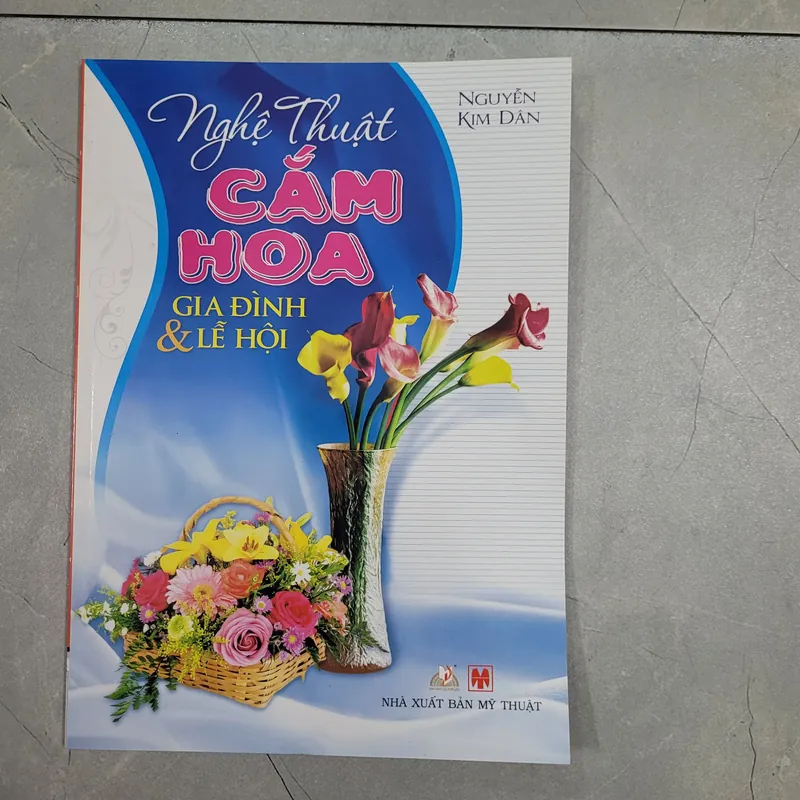 Nghệ Thuật
CẮM
HOA
GIA ĐÌNH
& LỄ HỘI
NGUYỄN
KIM DÂN
NHÀ XUẤT BẢN MỸ THUẬT